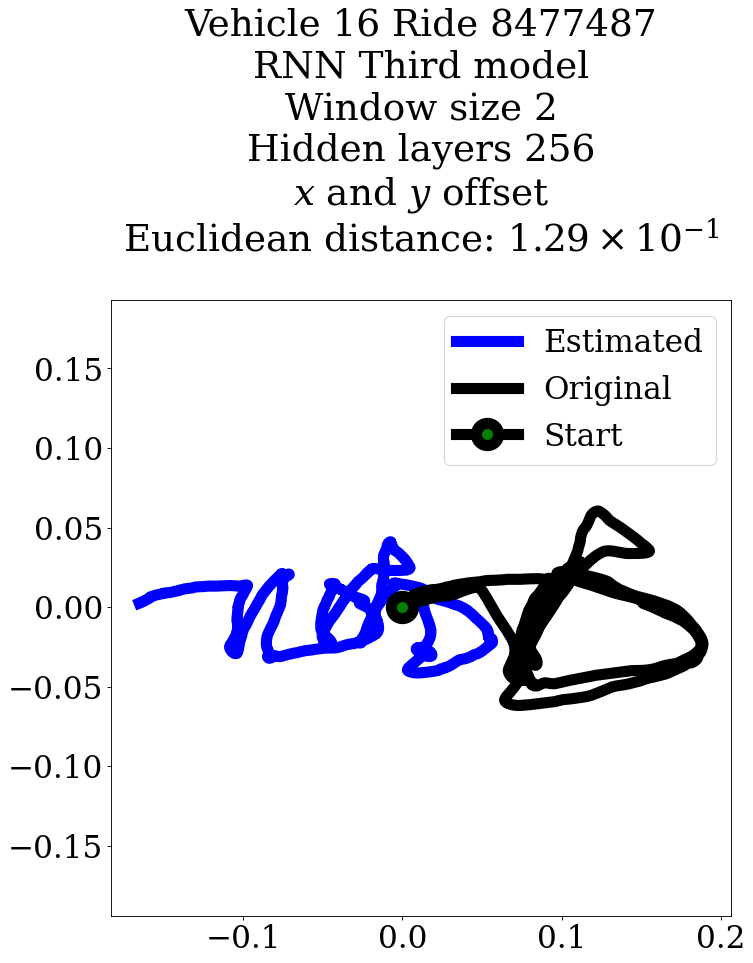 Vehicle 16 Ride 8477487
RNN Third model
Window size 2
Hidden layers 256
x and y offset
Euclidean distance: 1.29 × 10⁻¹
Estimated
Original
Start
0.15
0.10
0.05
0.00
−0.05
−0.10
−0.15
−0.1 0.0 0.1 0.2